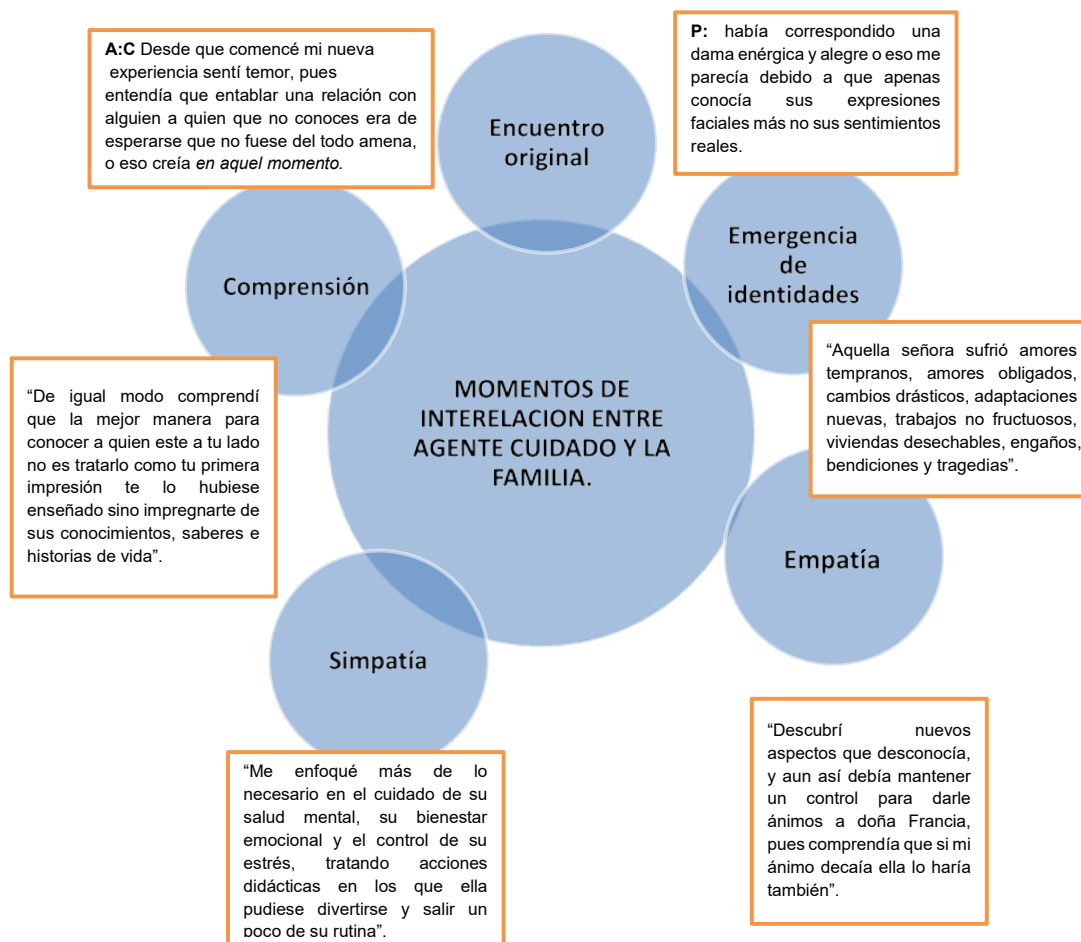 A:C Desde que comencé mi nueva
experiencia sentí temor, pues
entendía que entablar una relación con
alguien a quien que no conoces era de
esperarse que no fuese del todo amena,
o eso creía en aquel momento.
Encuentro
original
P: había correspondido una
dama enérgica y alegre o eso me
parecía debido a que apenas
conocía sus expresiones
faciales más no sus sentimientos
reales.
Comprensión
Emergencia
de
identidades
“De igual modo comprendí
que la mejor manera para
conocer a quien este a tu lado
no es tratarlo como tu primera
impresión te lo hubiese
enseñado sino impregnarte de
sus conocimientos, saberes e
historias de vida”.
MOMENTOS DE
INTERELACION ENTRE
AGENTE CUIDADO Y LA
FAMILIA.
“Aquella señora sufrió amores
tempranos, amores obligados,
cambios drásticos, adaptaciones
nuevas, trabajos no fructuosos,
viviendas desechables, engaños,
bendiciones y tragedias”.
Simpatía
Empatía
“Me enfoqué más de lo
necesario en el cuidado de su
salud mental, su bienestar
emocional y el control de su
estrés, tratando acciones
didácticas en los que ella
pudiese divertirse y salir un
poco de su rutina”.
“Descubrí nuevos
aspectos que desconocía,
y aun así debía mantener
un control para darle
ánimos a doña Francia,
pues comprendía que si mi
ánimo decaía ella lo haría
también”.